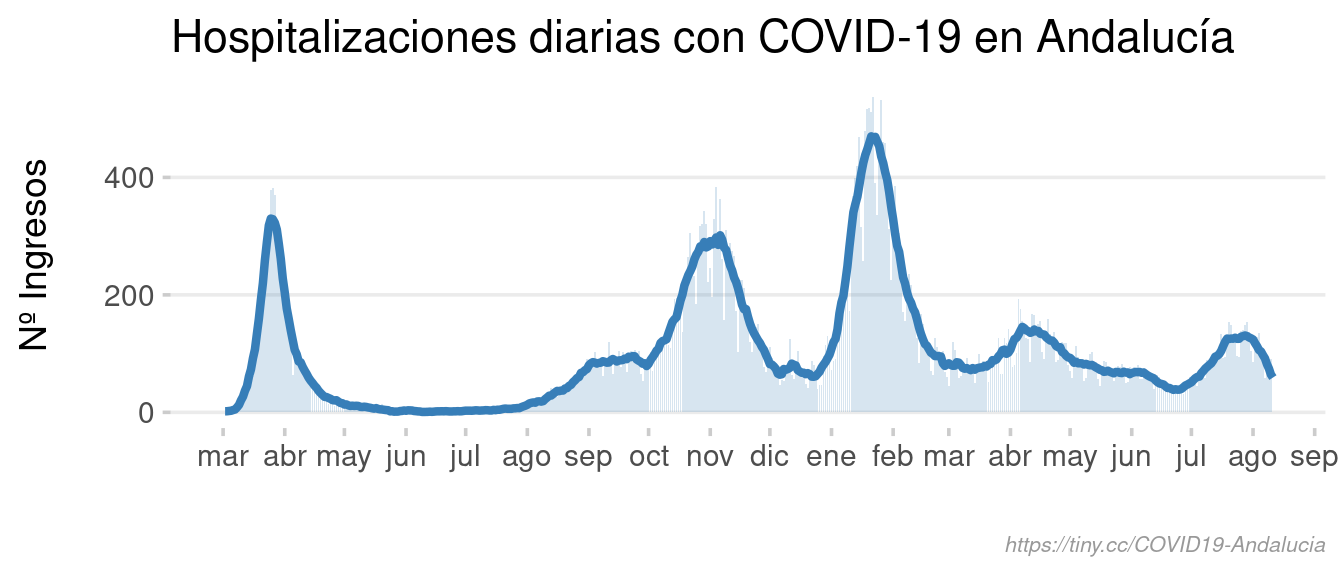 Hospitalizaciones diarias con COVID-19 en Andalucía
Nº Ingresos
400
200
0
mar abr may jun jul ago sep oct nov dic ene feb mar abr may jun jul ago sep
https://tiny.cc/COVID19-Andalucia